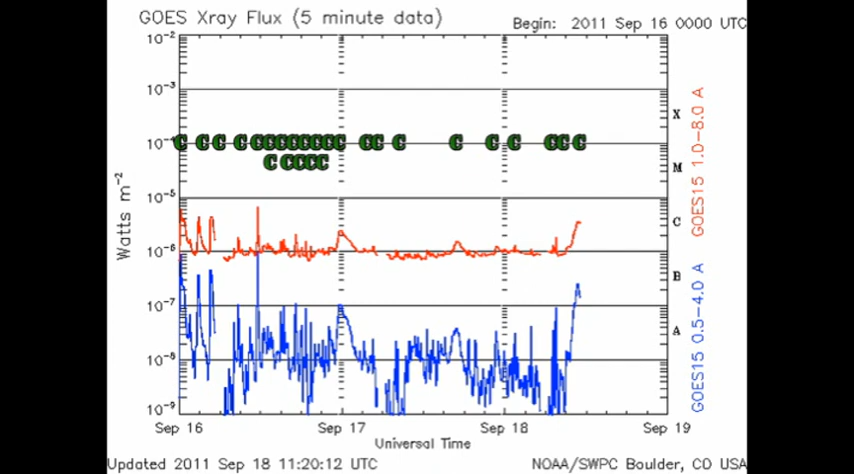 GOES Xray Flux (5 minute data)
Begin: 2011 Sep 16 0000 UTC
10-2
10-3
10-4
10-5
10-6
10-7
10-8
10-9
Watts m-2
C C C C C C C C C C C C C C C C C C C C C C C
C C C C C
X
M
C
B
A
GOES15 1.0-8.0 A
GOES15 0.5-4.0 A
Sep 16
Sep 17
Sep 18
Sep 19
Universal Time
Updated 2011 Sep 18 11:20:12 UTC
NOAA/SWPC Boulder, CO USA